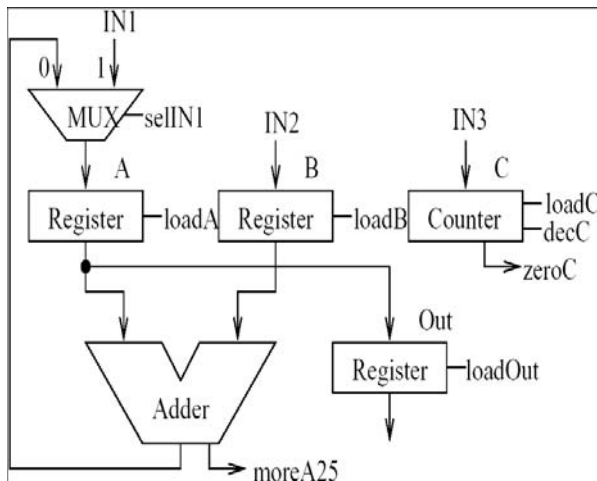 IN1
0 1
MUX selIN1
IN2 IN3
A B C
Register loadA Register loadB Counter loadC
decC
zeroC
Out
Register loadOut
Adder
moreA25